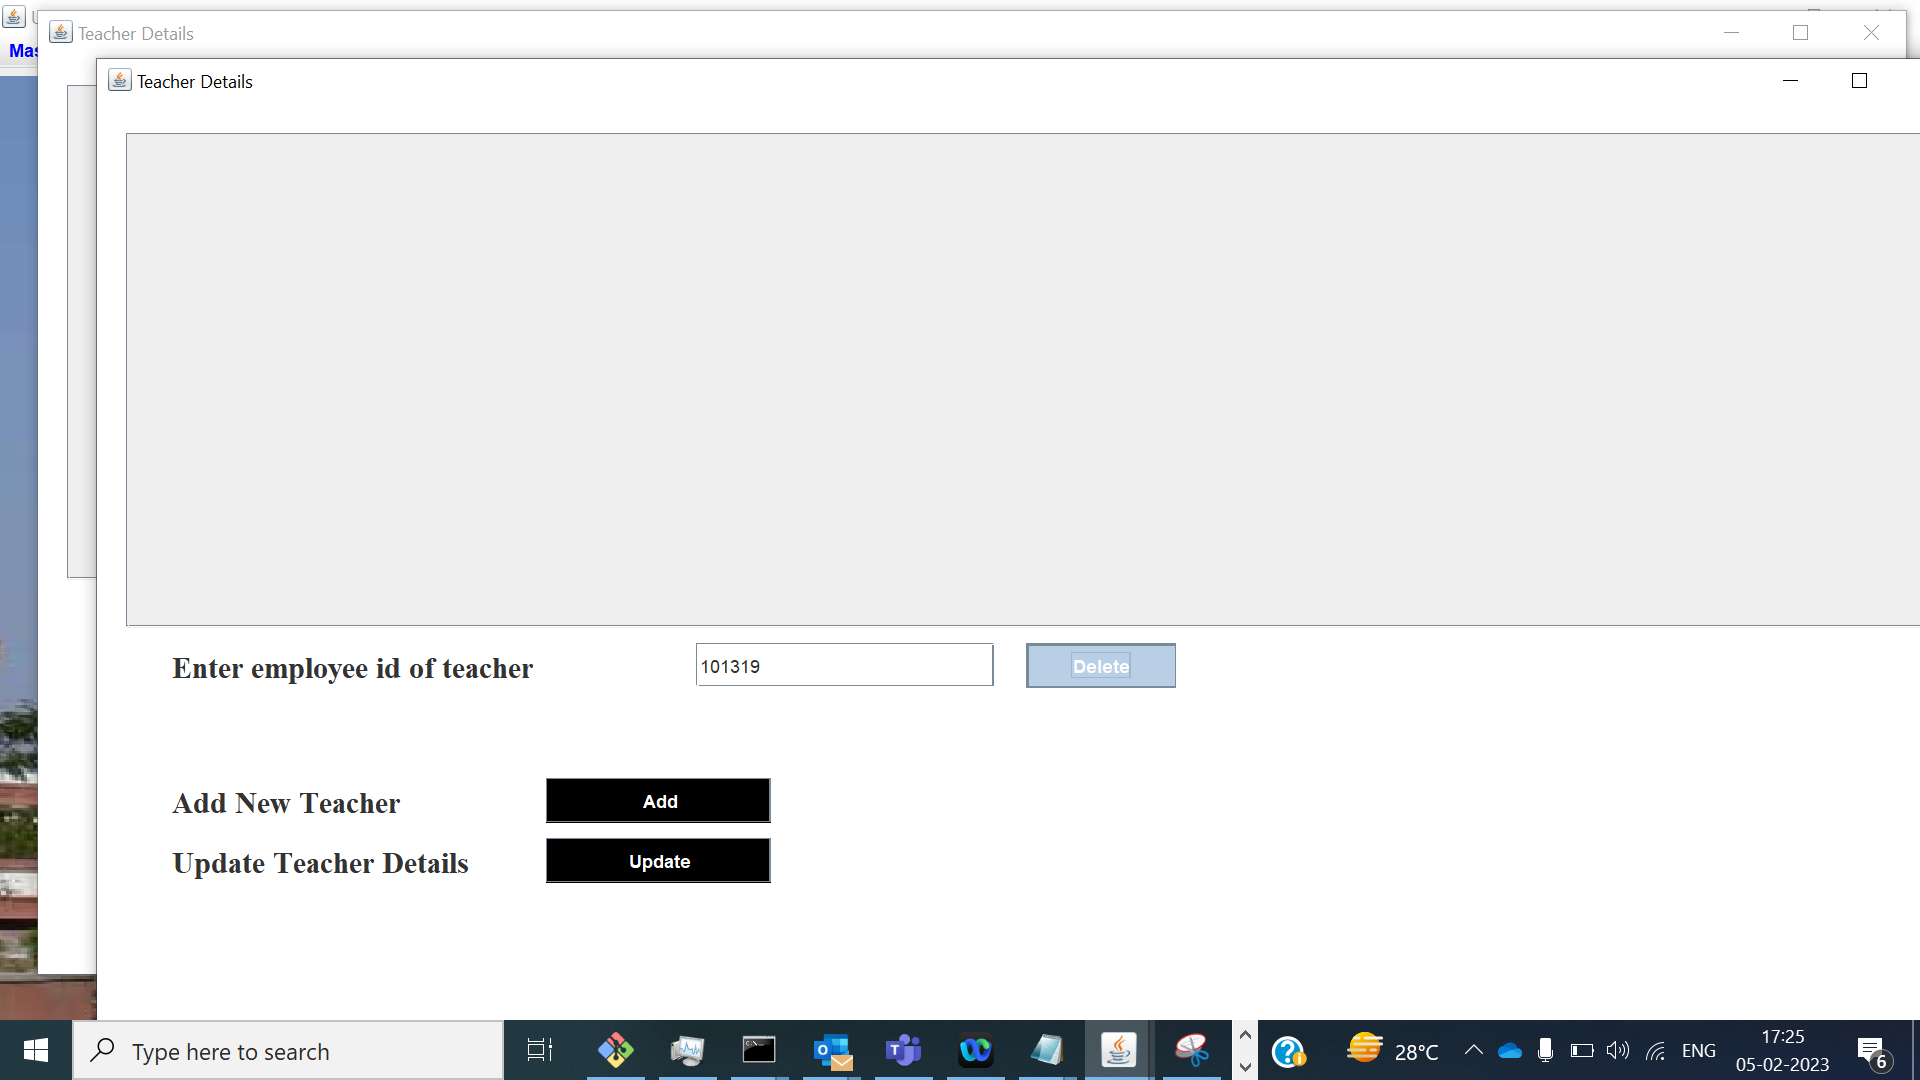 Teacher Details
Mas
Teacher Details
Enter employee id of teacher
101319
Delete
Add New Teacher
Add
Update Teacher Details
Update
Type here to search
28°C
ENG
17:25
05-02-2023
6